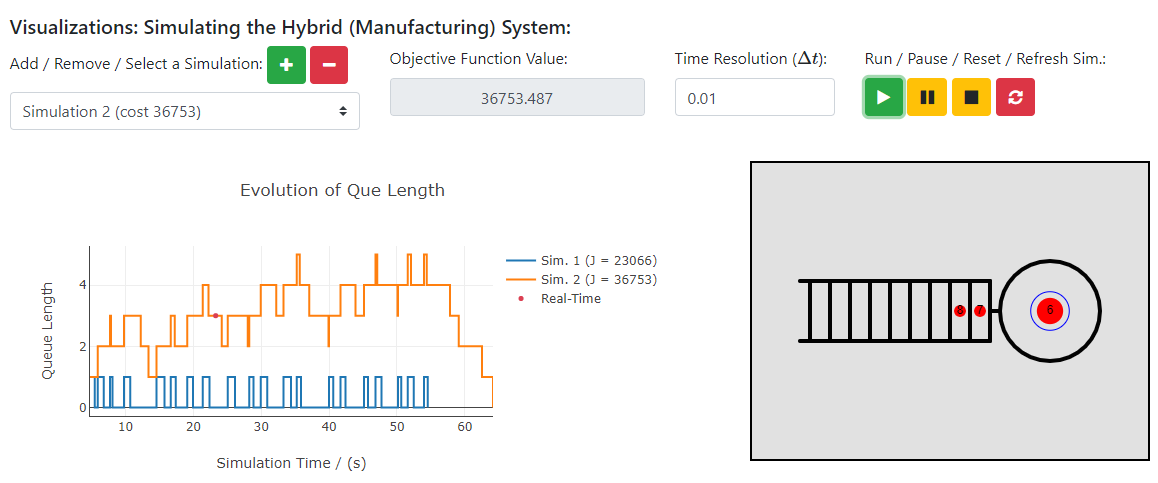 Visualizations: Simulating the Hybrid (Manufacturing) System:
Add / Remove / Select a Simulation:
Objective Function Value:
Time Resolution (Δt):
Run / Pause / Reset / Refresh Sim.:
Simulation 2 (cost 36753)
36753.487
0.01
Evolution of Que Length
Sim. 1 (J = 23066)
Sim. 2 (J = 36753)
Real-Time
Queue Length
4
2
0
10
20
30
40
50
60
Simulation Time / (s)
8
7
6